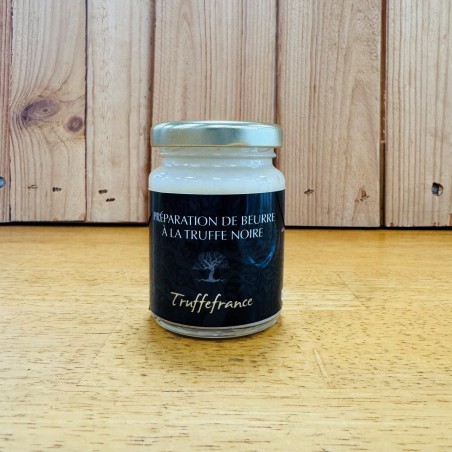 PRÉPARATION DE BEURRE
À LA TRUFFE NOIRE
Truffefrance